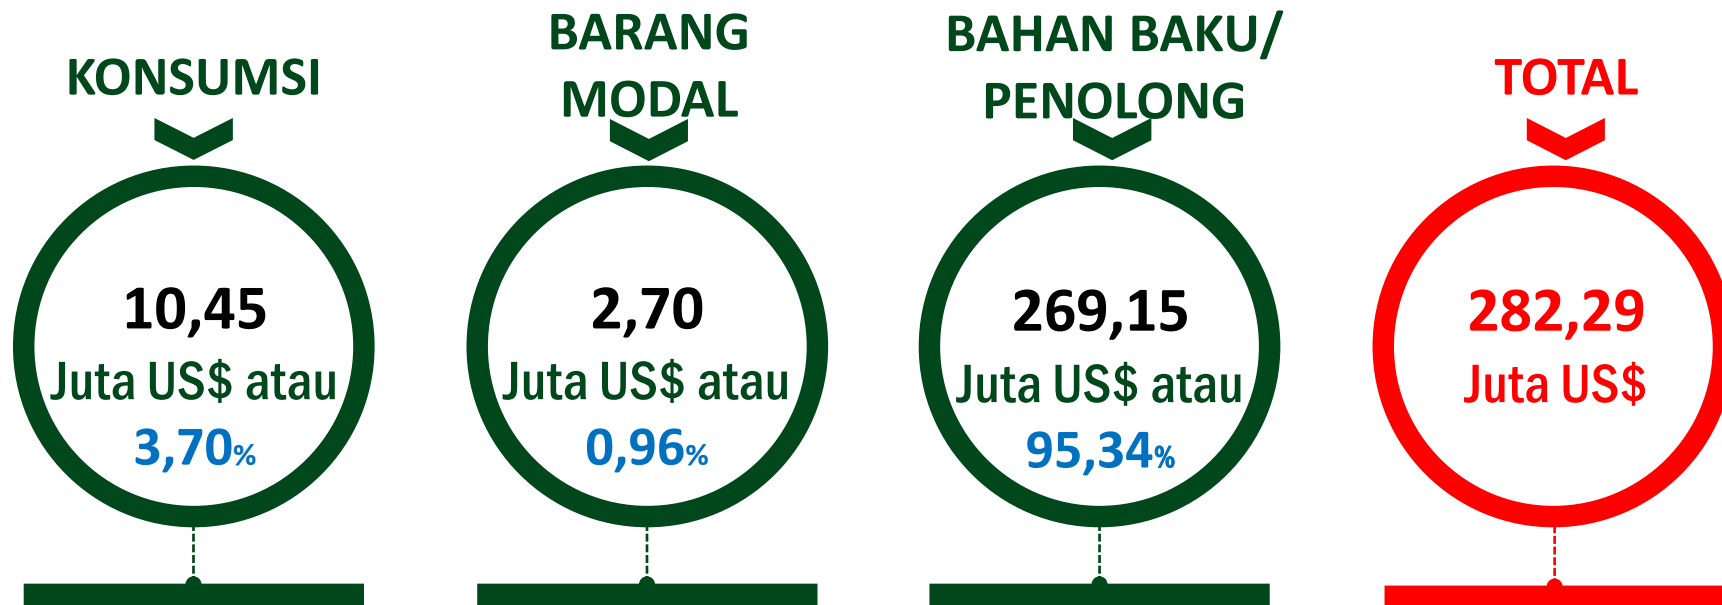 KONSUMSI
10,45
Juta US$ atau
3,70%
BARANG
MODAL
2,70
Juta US$ atau
0,96%
BAHAN BAKU/
PENOLONG
269,15
Juta US$ atau
95,34%
TOTAL
282,29
Juta US$